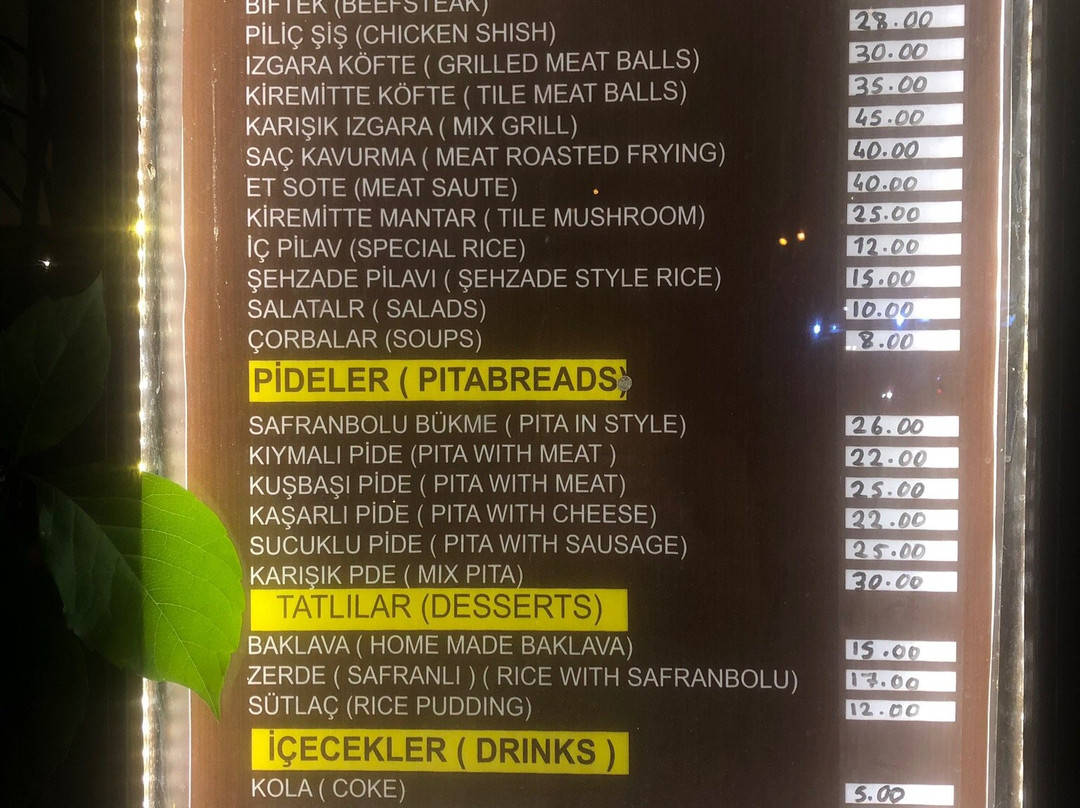 BİFTEK (BEEFSTEAK)
PİLİÇ ŞİŞ (CHICKEN SHISH) 28.00
IZGARA KÖFTE ( GRILLED MEAT BALLS) 30.00
KİREMİTTE KÖFTE ( TILE MEAT BALLS) 35.00
KARIŞIK IZGARA ( MIX GRILL) 45.00
SAÇ KAVURMA ( MEAT ROASTED FRYING) 40.00
ET SOTE (MEAT SAUTE) 40.00
KİREMİTTE MANTAR ( TILE MUSHROOM) 25.00
İÇ PİLAV (SPECIAL RICE) 12.00
ŞEHZADE PİLAVI ( ŞEHZADE STYLE RICE) 15.00
SALATALR ( SALADS) 10.00
ÇORBALAR (SOUPS) 8.00
PİDELER ( PITABREADS)
SAFRANBOLU BÜKME ( PITA IN STYLE) 26.00
KIYMALI PİDE (PITA WITH MEAT ) 22.00
KUŞBAŞI PİDE ( PITA WITH MEAT) 25.00
KAŞARLI PİDE ( PITA WITH CHEESE) 22.00
SUCUKLU PİDE ( PITA WITH SAUSAGE) 25.00
KARIŞIK PDE ( MIX PITA) 30.00
TATLILAR (DESSERTS)
BAKLAVA ( HOME MADE BAKLAVA) 15.00
ZERDE ( SAFRANLI ) ( RICE WITH SAFRANBOLU) 17.00
SÜTLAÇ (RICE PUDDING) 12.00
İÇECEKLER ( DRINKS )
KOLA ( COKE) 5.00